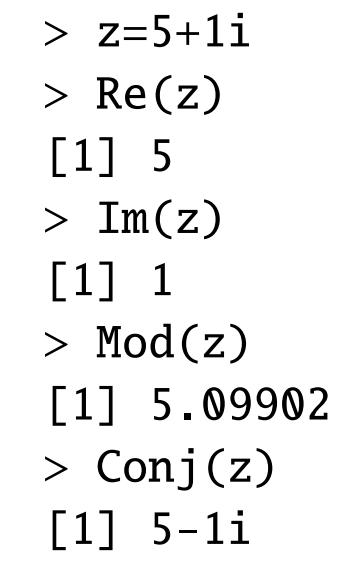 > z=5+1i
> Re(z)
[1] 5
> Im(z)
[1] 1
> Mod(z)
[1] 5.09902
> Conj(z)
[1] 5-1i